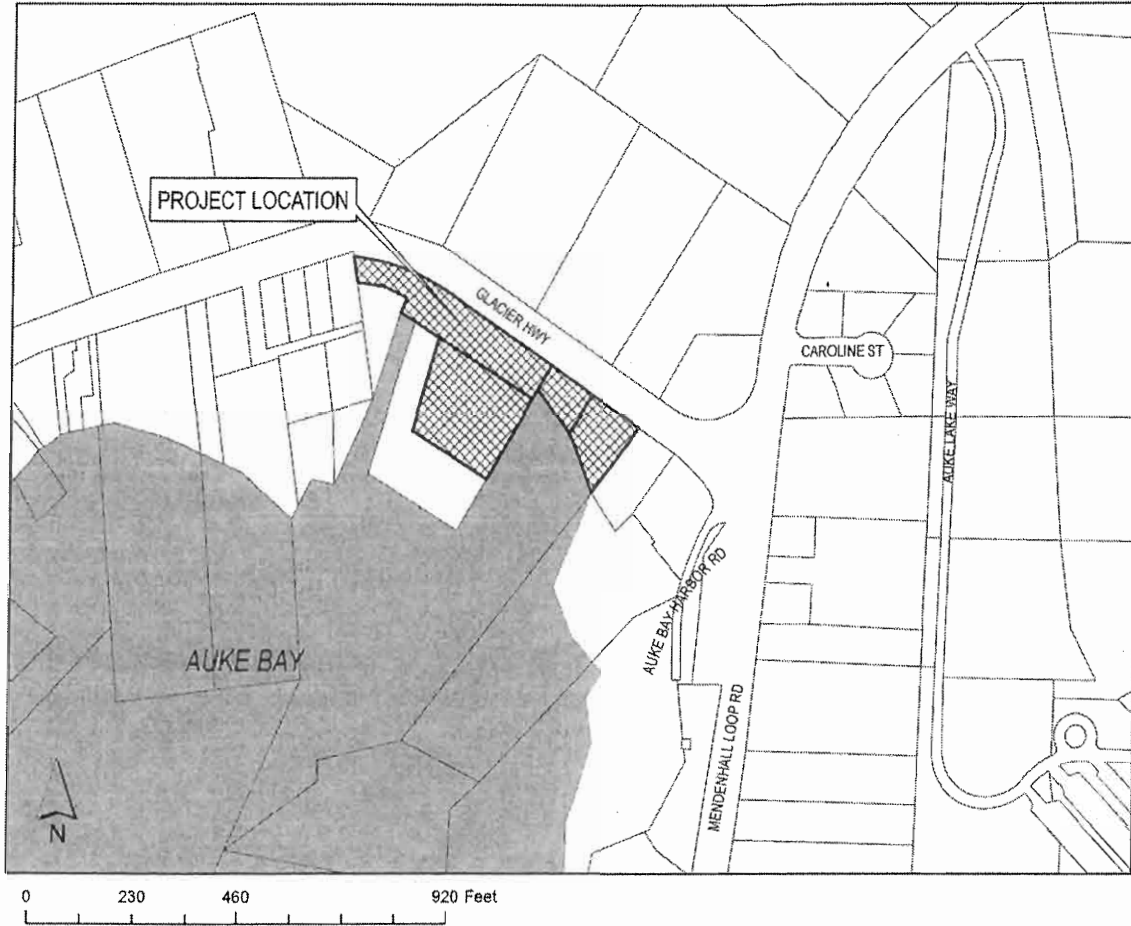 PROJECT LOCATION
GLACIER HWY
CAROLINE ST
AUKE LAKE WAY
AUKE BAY HARBOR RD
AUKE BAY
MENDENHALL LOOP RD
N
0 230 460 920 Feet